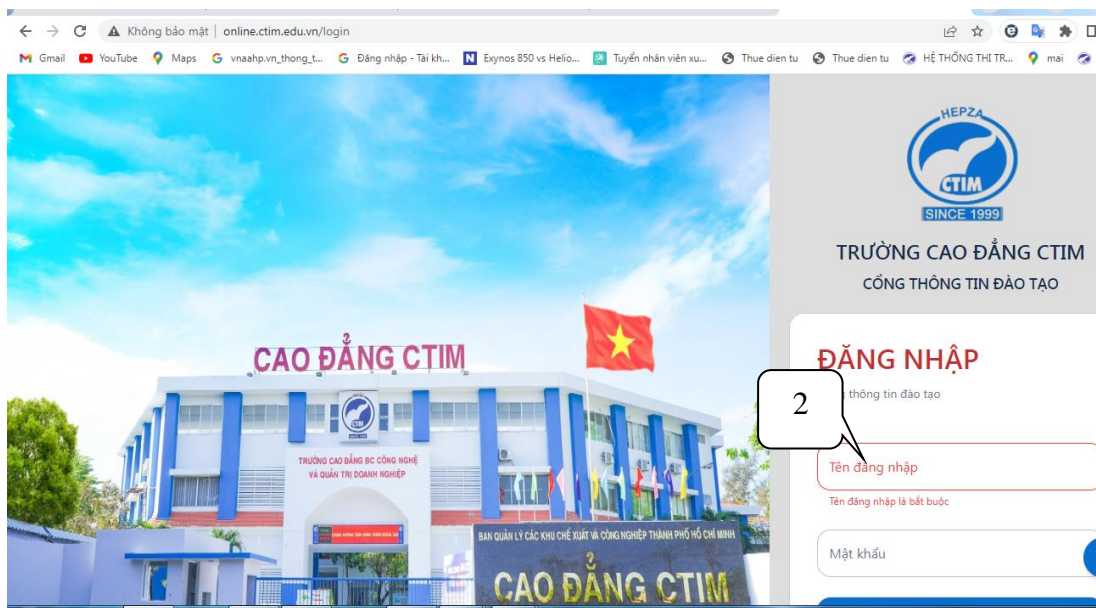 Không bảo mật | online.ctim.edu.vn/login
Gmail YouTube Maps vnaahp.vn_thong_t... Đăng nhập - Tài kh... Exynos 850 vs Helio... Tuyển nhân viên xu... Thue dien tu Thue dien tu HỆ THỐNG THI TR... mai
HEPZA
CTIM
SINCE 1999
TRƯỜNG CAO ĐẲNG CTIM
CỔNG THÔNG TIN ĐÀO TẠO
CAO ĐẲNG CTIM
TRƯỜNG CAO ĐẲNG BC CÔNG NGHỆ
VÀ QUẢN TRỊ DOANH NGHIỆP
BAN QUẢN LÝ CÁC KHU CHẾ XUẤT VÀ CÔNG NGHIỆP THÀNH PHỐ HỒ CHÍ MINH
CAO ĐẲNG CTIM
ĐĂNG NHẬP
thông tin đào tạo
2
Tên đăng nhập
Tên đăng nhập là bắt buộc
Mật khẩu